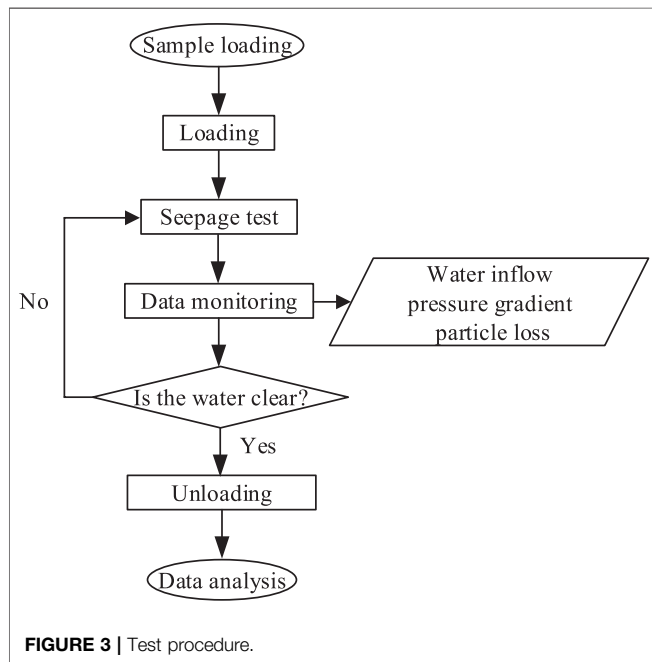 Sample loading
Loading
Seepage test
Data monitoring
Water inflow
pressure gradient
particle loss
No
Is the water clear?
Yes
Unloading
Data analysis
FIGURE 3 | Test procedure.